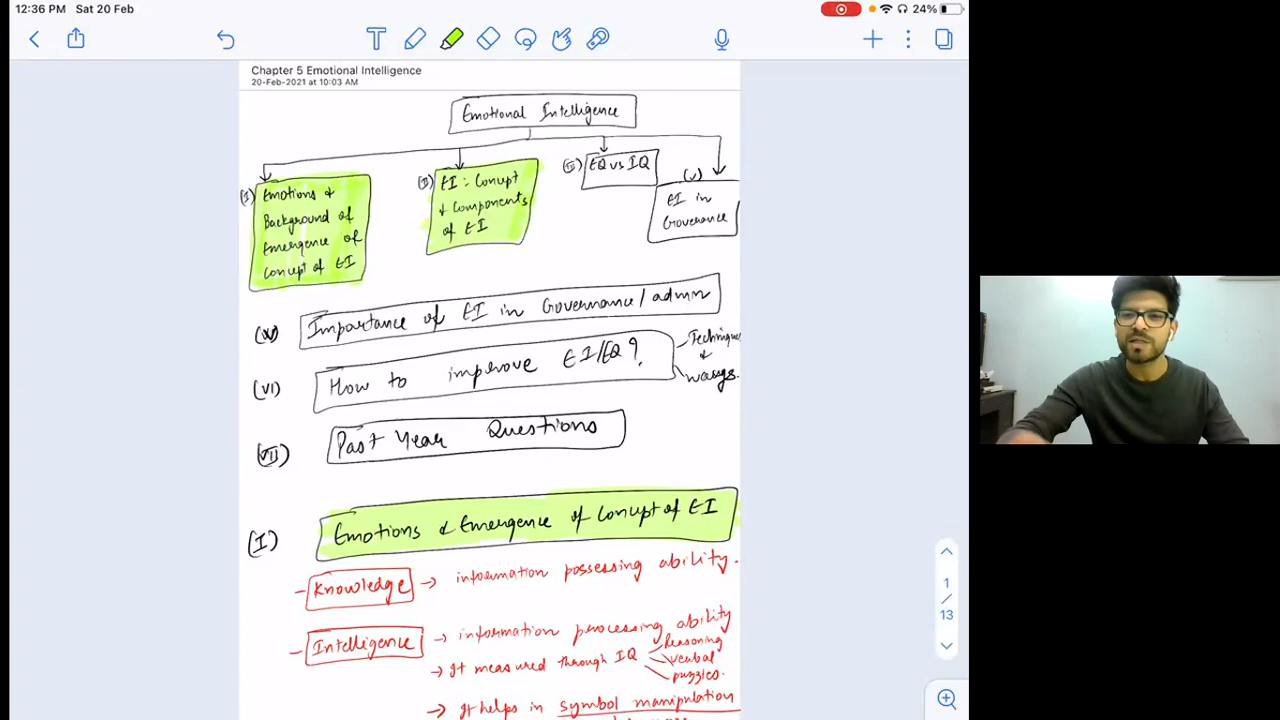 12:36 PM Sat 20 Feb
24%
Chapter 5 Emotional Intelligence
20-Feb-2021 at 10:03 AM
Emotional Intelligence
(I) Emotions &
Background of
Emergence of
Concept of EI
(II) EI: Concept
& Components
of EI
(III) EQ vs IQ
(V)
EI in
Governance
(V) Importance of EI in Governance/admn
(VI) How to improve EI/EQ?
Techniques
&
ways.
(VII) Past Year Questions
(I) Emotions & Emergence of Concept of EI
- Knowledge → information possessing ability.
- Intelligence → information processing ability
→ It measured through IQ
Reasoning
verbal
puzzles.
→ It helps in symbol manipulation
1
/
13